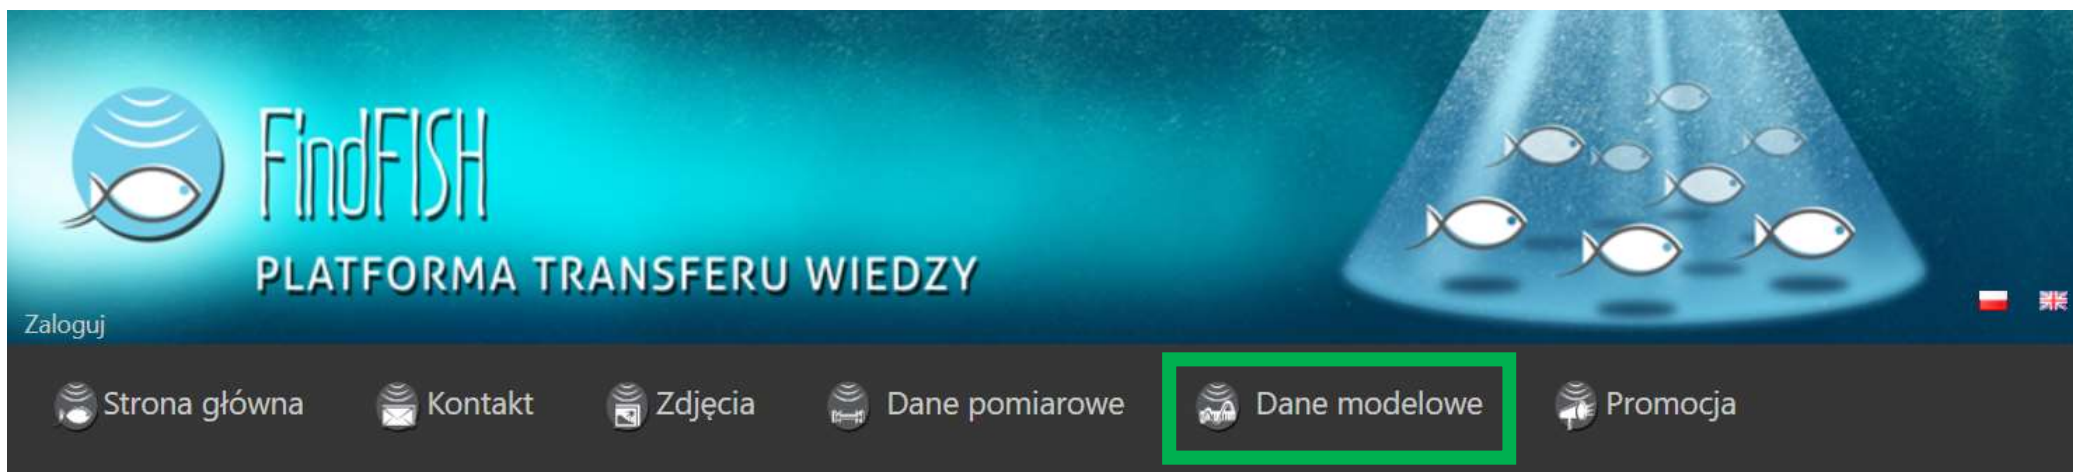 FindFISH
PLATFORMA TRANSFERU WIEDZY
Zaloguj
Strona główna Kontakt Zdjęcia Dane pomiarowe Dane modelowe Promocja